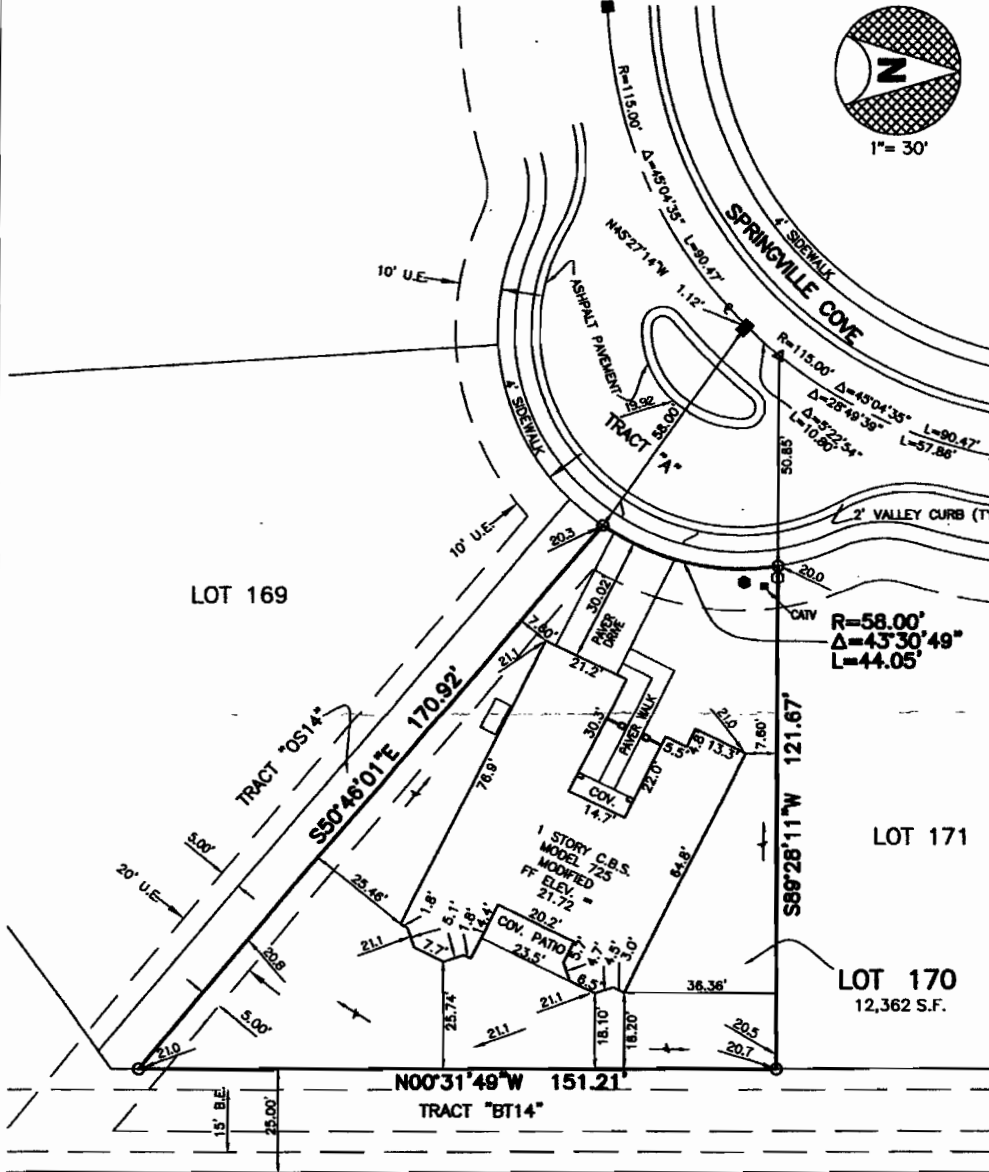 N
1"= 30'
R=115.00'
Δ=45°04'35"
L=90.47'
SPRINGVILLE COVE
4' SIDEWALK
N45°27'14"W
1.12'
10' U.E.
ASHPALT PAVEMENT
19.92
58.00'
TRACT "A"
4' SIDEWALK
R=115.00'
Δ=45°04'35"
L=90.47'
Δ=28°49'39"
L=57.86'
Δ=5°22'54"
L=10.80'
50.85'
2' VALLEY CURB (TY
10' U.E.
20.3
20.0
CATV
LOT 169
R=58.00'
Δ=43°30'49"
L=44.05'
30.02'
PAVER DRIVE
7.60'
21.1
21.2'
S50°46'01"E 170.92'
TRACT "OS14"
76.9'
30.3'
PAVER WALK
5.5'
4.8'
13.3'
21.0
7.60'
22.0'
COV.
14.7'
S89°28'11"W 121.67'
LOT 171
1 STORY C.B.S.
MODEL 725
MODIFIED
FF ELEV. =
21.72
64.8'
5.00'
20' U.E.
25.46'
1.8'
5.1'
1.8'
14.4'
20.2'
COV. PATIO
23.5'
4.7'
4.5'
3.0'
21.1
7.7'
6.5'
20.8
5.00'
25.74'
21.1
21.1
18.10'
18.20'
36.36'
LOT 170
12,362 S.F.
20.5
20.7
21.0
N00°31'49"W 151.21'
TRACT "BT14"
15' B.E.
25.00'